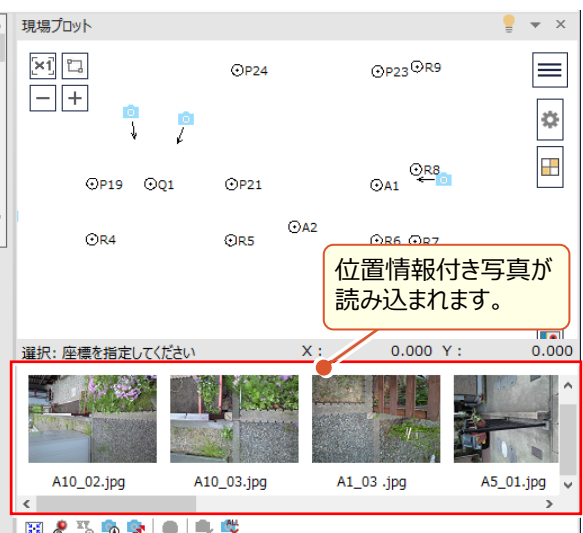 現場プロット
×1
P24
P23
R9
P19
Q1
P21
R8
A1
A2
R4
R5
R6
R7
位置情報付き写真が
読み込まれます。
選択: 座標を指定してください X : 0.000 Y : 0.000
A10_02.jpg A10_03.jpg A1_03 .jpg A5_01.jpg
XY
ALL